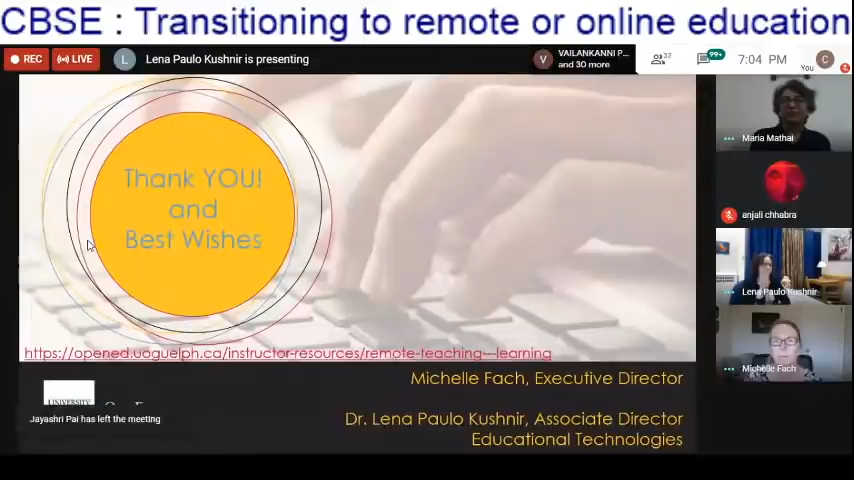 CBSE : Transitioning to remote or online education
REC
LIVE
L
Lena Paulo Kushnir is presenting
V
VAILANKANNI P...
and 30 more
99+
7:04 PM
You
C
Maria Mathai
anjali chhabra
Lena Paulo Kushnir
Michelle Fach
Thank YOU!
and
Best Wishes
https://opened.uoguelph.ca/instructor-resources/remote-teaching--learning
Michelle Fach, Executive Director
UNIVERSITY
Jayashri Pai has left the meeting
Dr. Lena Paulo Kushnir, Associate Director
Educational Technologies